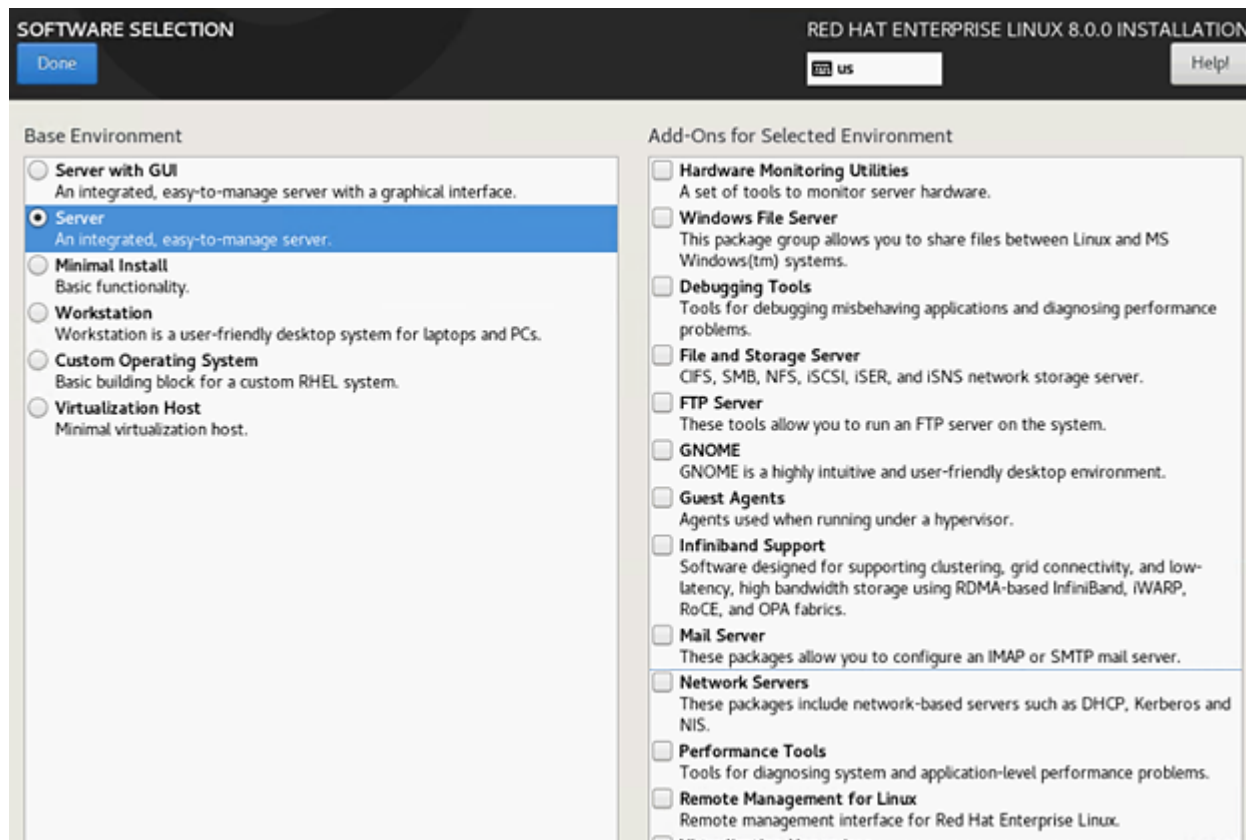 SOFTWARE SELECTION
RED HAT ENTERPRISE LINUX 8.0.0 INSTALLATION
Done
us
Help!
Base Environment
Server with GUI
An integrated, easy-to-manage server with a graphical interface.
Server
An integrated, easy-to-manage server.
Minimal Install
Basic functionality.
Workstation
Workstation is a user-friendly desktop system for laptops and PCs.
Custom Operating System
Basic building block for a custom RHEL system.
Virtualization Host
Minimal virtualization host.
Add-Ons for Selected Environment
Hardware Monitoring Utilities
A set of tools to monitor server hardware.
Windows File Server
This package group allows you to share files between Linux and MS
Windows(tm) systems.
Debugging Tools
Tools for debugging misbehaving applications and diagnosing performance
problems.
File and Storage Server
CIFS, SMB, NFS, iSCSI, iSER, and iSNS network storage server.
FTP Server
These tools allow you to run an FTP server on the system.
GNOME
GNOME is a highly intuitive and user-friendly desktop environment.
Guest Agents
Agents used when running under a hypervisor.
Infiniband Support
Software designed for supporting clustering, grid connectivity, and low-
latency, high bandwidth storage using RDMA-based InfiniBand, iWARP,
RoCE, and OPA fabrics.
Mail Server
These packages allow you to configure an IMAP or SMTP mail server.
Network Servers
These packages include network-based servers such as DHCP, Kerberos and
NIS.
Performance Tools
Tools for diagnosing system and application-level performance problems.
Remote Management for Linux
Remote management interface for Red Hat Enterprise Linux.